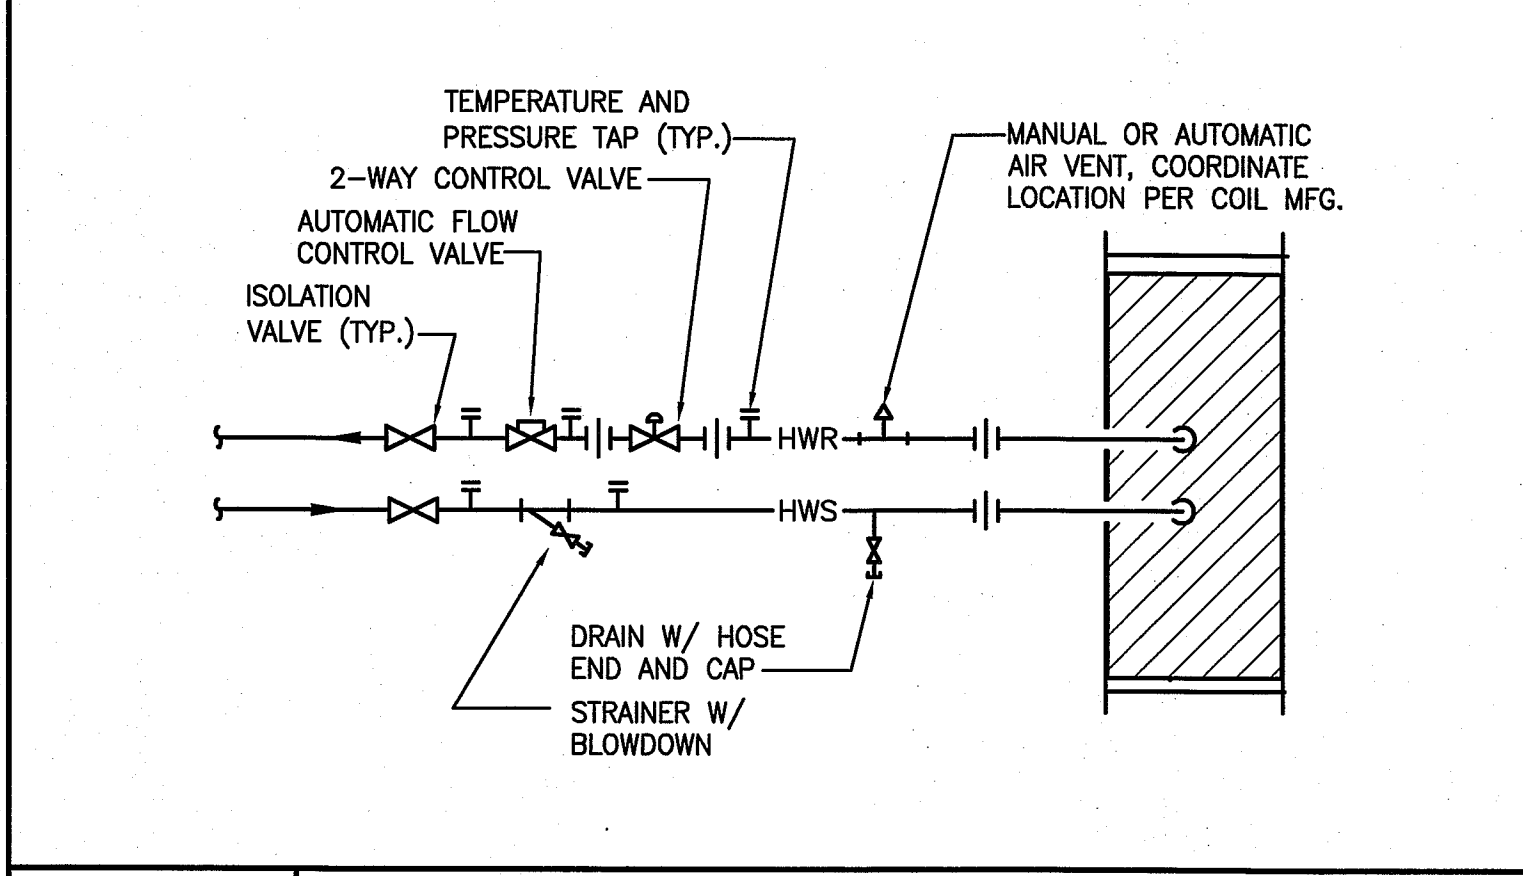 TEMPERATURE AND
PRESSURE TAP (TYP.)
2-WAY CONTROL VALVE
AUTOMATIC FLOW
CONTROL VALVE
ISOLATION
VALVE (TYP.)
MANUAL OR AUTOMATIC
AIR VENT, COORDINATE
LOCATION PER COIL MFG.
HWR
HWS
DRAIN W/ HOSE
END AND CAP
STRAINER W/
BLOWDOWN